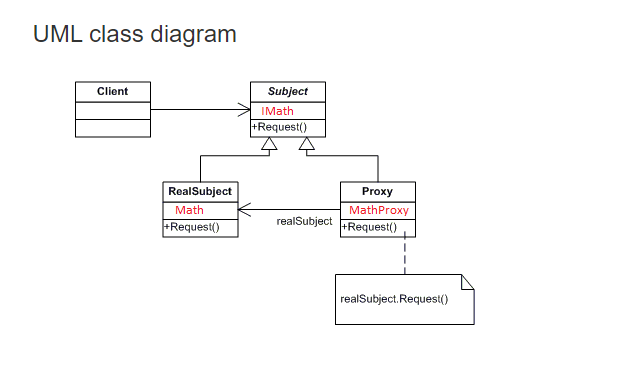 UML class diagram
Client
Subject
IMath
+Request()
RealSubject
Math
+Request()
realSubject
Proxy
MathProxy
+Request()
realSubject.Request()